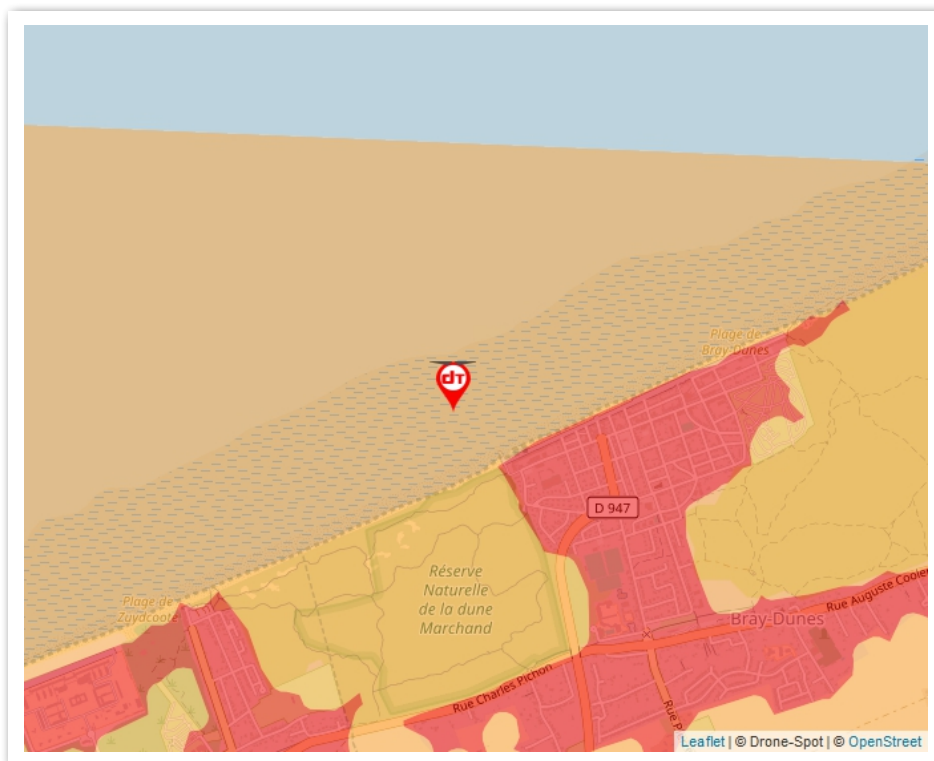 Plage de
Bray-Dunes
dT
D 947
Réserve
Naturelle
de la dune
Marchand
Plage de
Zuydcoote
Rue Auguste Cooler
Bray-Dunes
Rue Charles Pichon
Rue P
Leaflet | © Drone-Spot | © OpenStreet